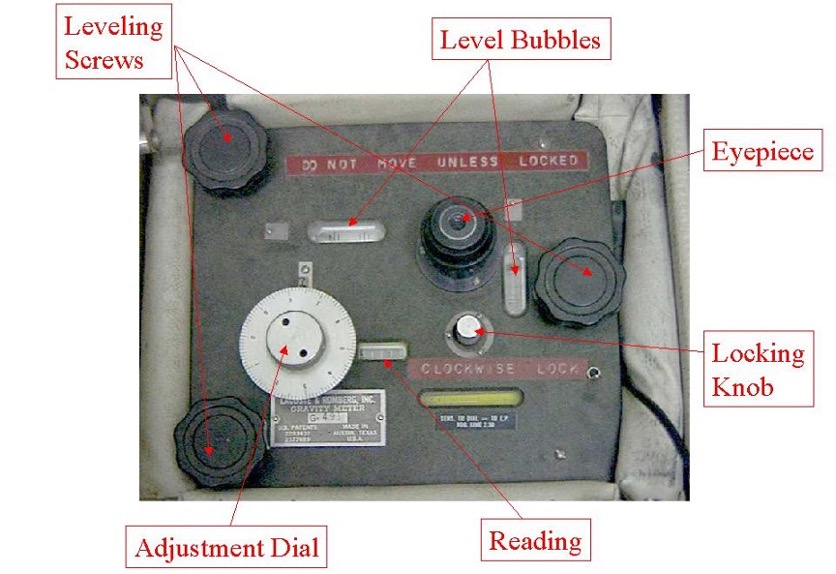 Leveling
Screws
Level Bubbles
Eyepiece
DO NOT MOVE UNLESS LOCKED
CLOCKWISE LOCK
Locking
Knob
LACOSTE & ROMBERG, INC.
GRAVITY METER
U.S. PATENTS
MADE IN
AUSTIN, TEXAS
U.S.A.
Adjustment Dial
Reading